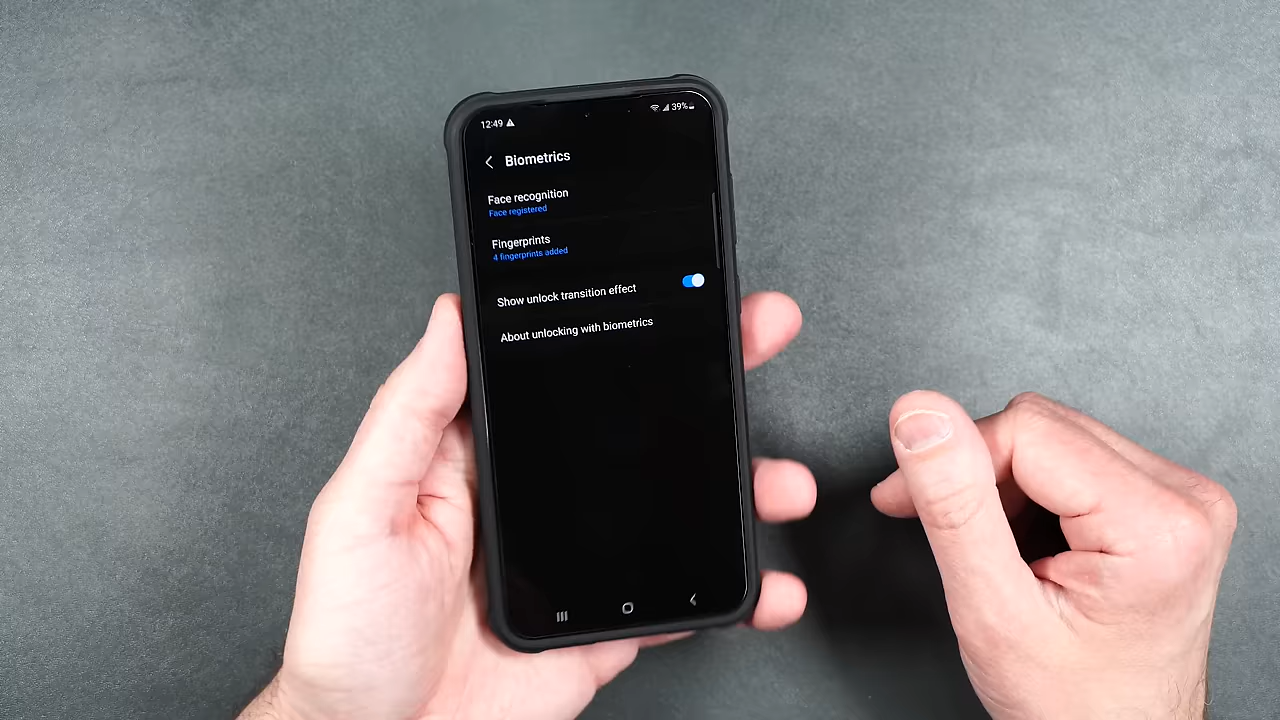 12:49
39%
Biometrics
Face recognition
Face registered
Fingerprints
4 fingerprints added
Show unlock transition effect
About unlocking with biometrics